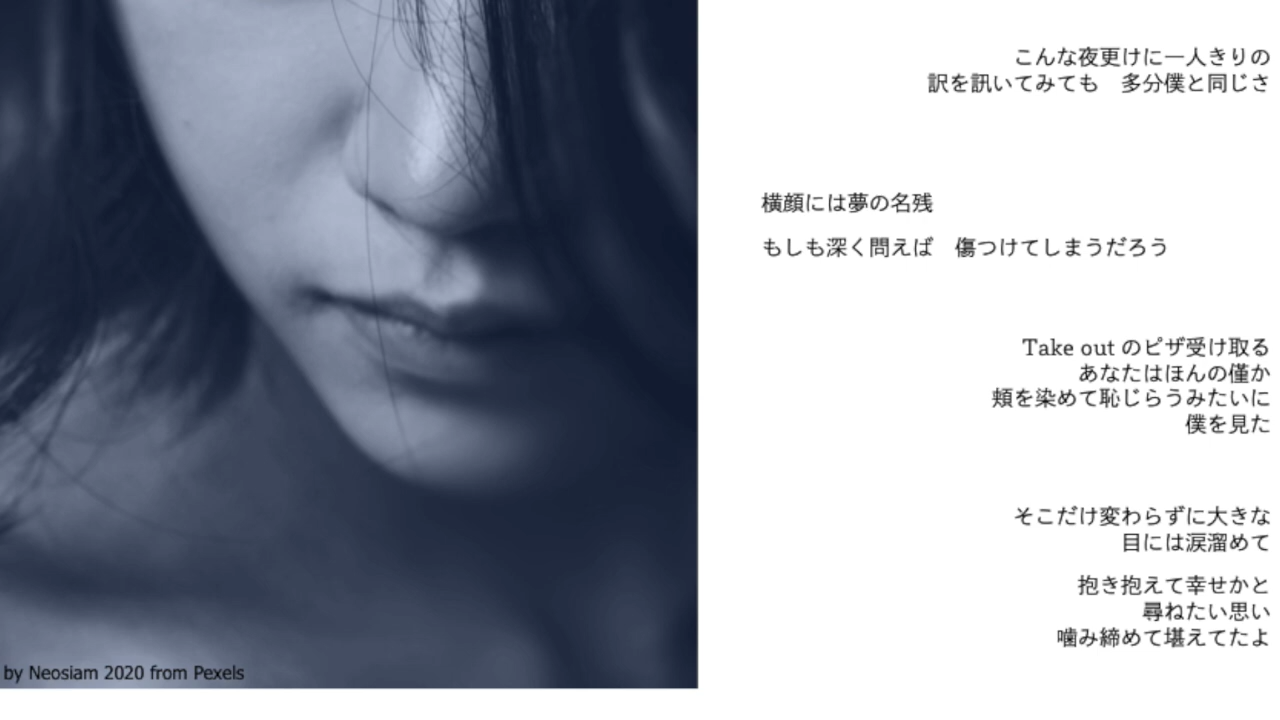 こんな夜更けに一人きりの
訳を訊いてみても　多分僕と同じさ
横顔には夢の名残
もしも深く問えば　傷つけてしまうだろう
Take out のピザ受け取る
あなたはほんの僅か
頬を染めて恥じらうみたいに
僕を見た
そこだけ変わらずに大きな
目には涙溜めて
抱き抱えて幸せかと
尋ねたい思い
噛み締めて堪えてたよ
by Neosiam 2020 from Pexels